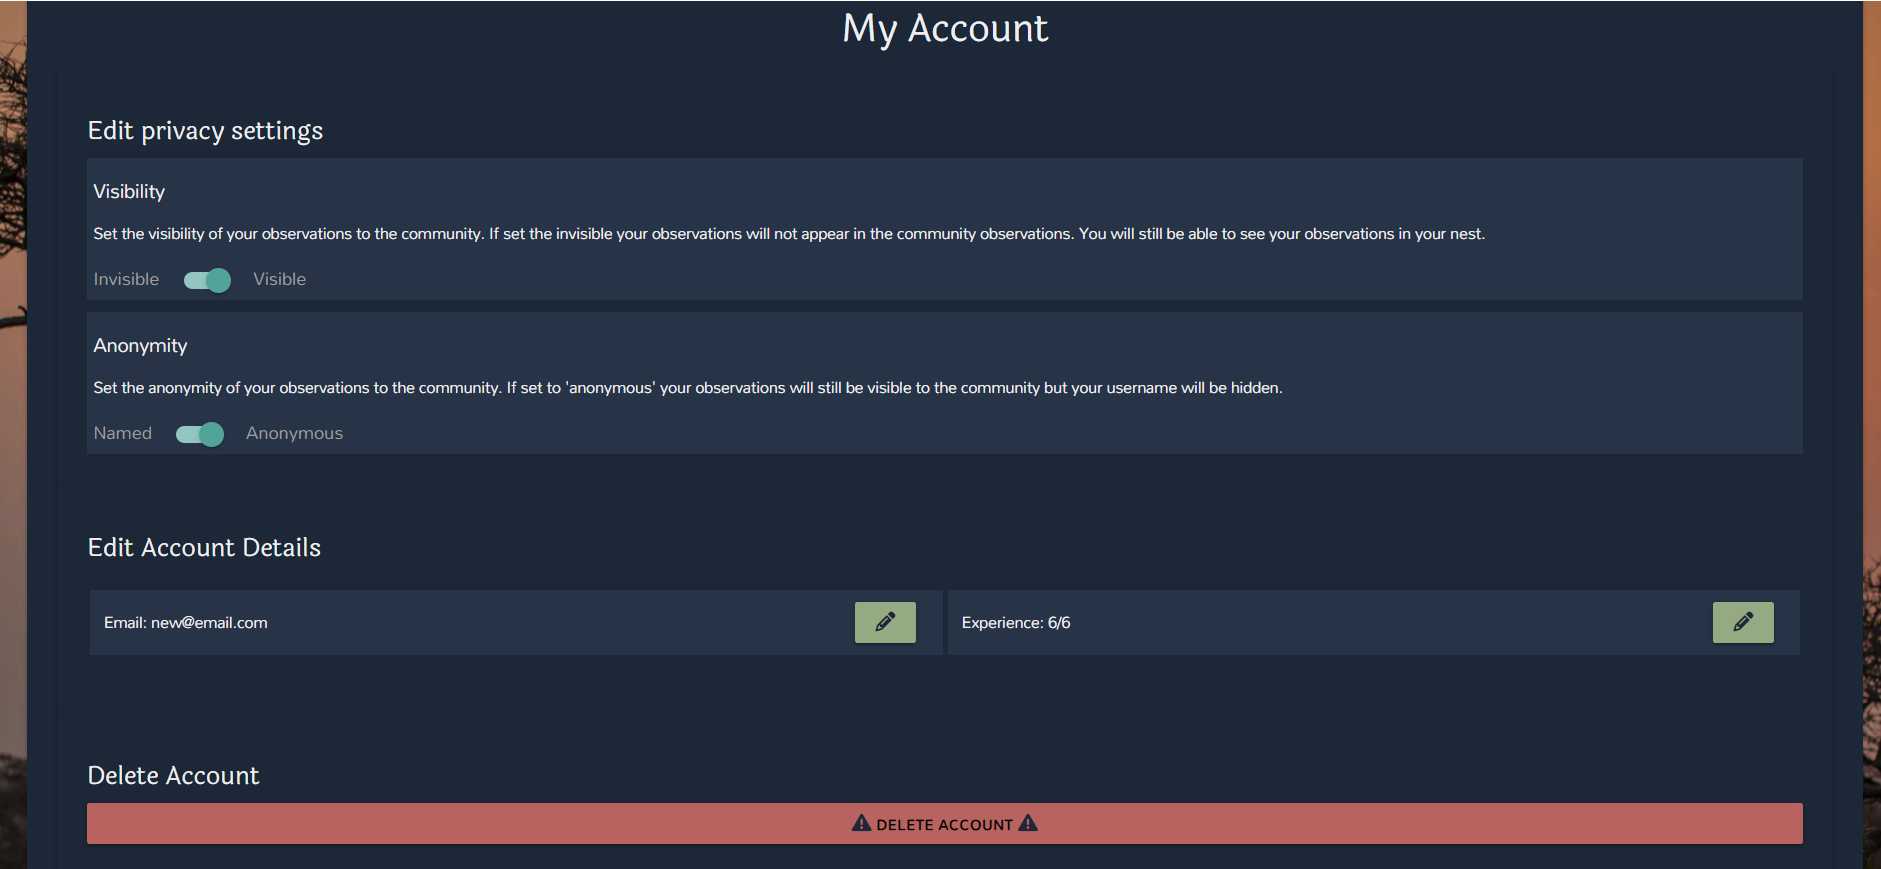 My Account
Edit privacy settings
Visibility
Set the visibility of your observations to the community. If set the invisible your observations will not appear in the community observations. You will still be able to see your observations in your nest.
Invisible Visible
Anonymity
Set the anonymity of your observations to the community. If set to 'anonymous' your observations will still be visible to the community but your username will be hidden.
Named Anonymous
Edit Account Details
Email: new@email.com Experience: 6/6
Delete Account
DELETE ACCOUNT